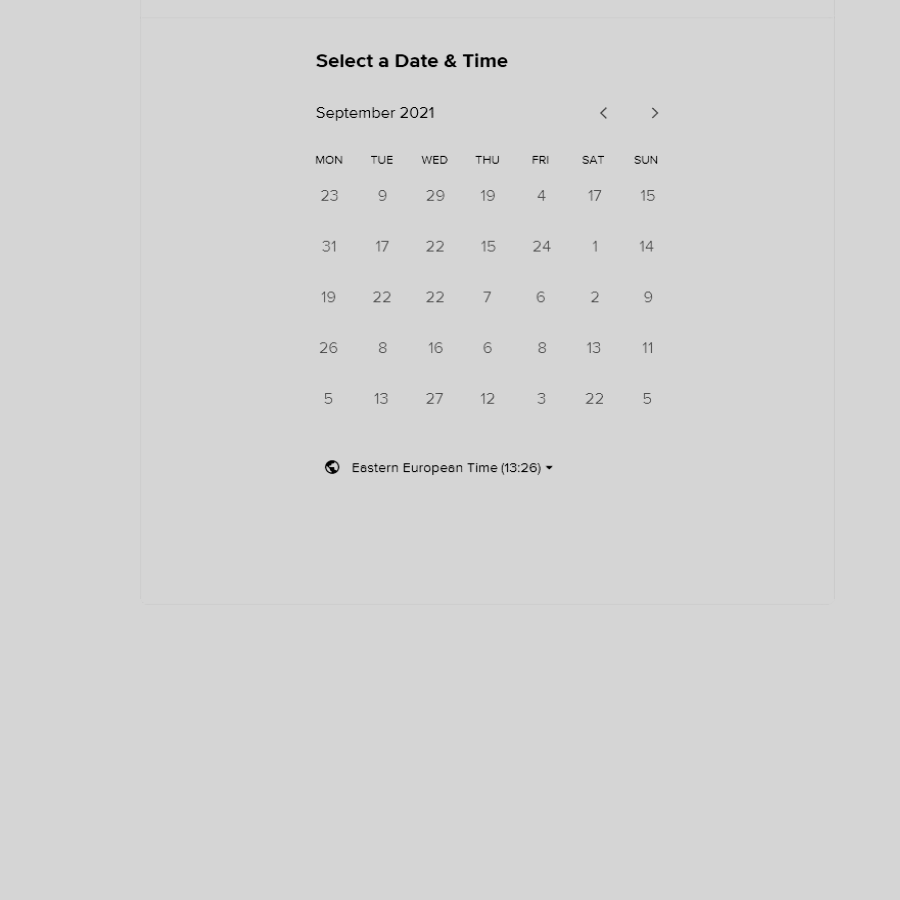 Select a Date & Time
September 2021
MON TUE WED THU FRI SAT SUN
23 9 29 19 4 17 15
31 17 22 15 24 1 14
19 22 22 7 6 2 9
26 8 16 6 8 13 11
5 13 27 12 3 22 5
Eastern European Time (13:26)